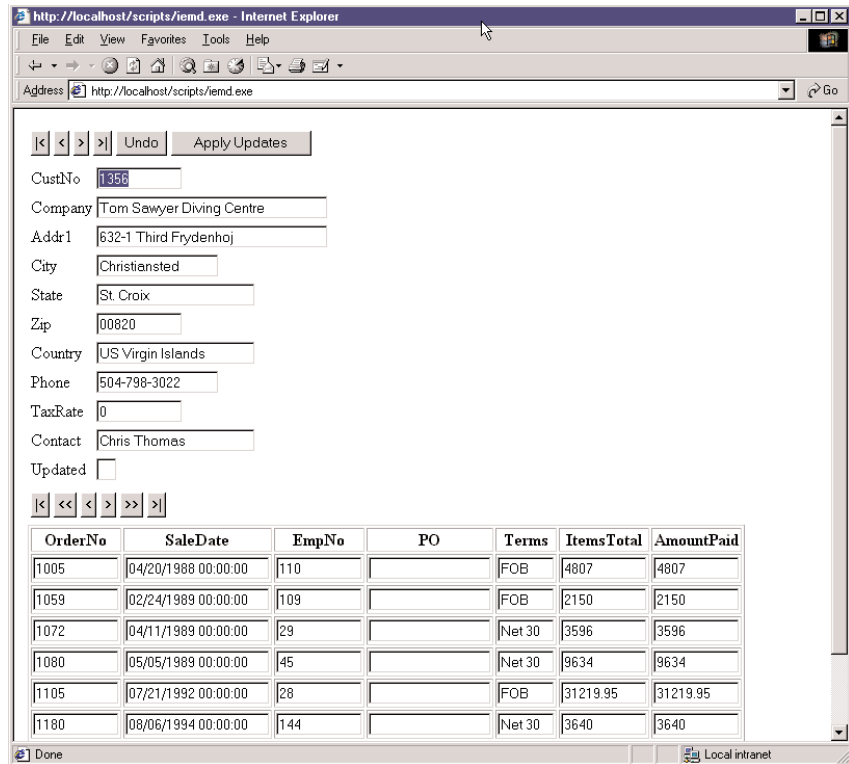 http://localhost/scripts/iemd.exe - Internet Explorer
File Edit View Favorites Tools Help
Address http://localhost/scripts/iemd.exe Go
|< < > >| Undo Apply Updates
CustNo 1356
Company Tom Sawyer Diving Centre
Addr1 632-1 Third Frydenhoj
City Christiansted
State St. Croix
Zip 00820
Country US Virgin Islands
Phone 504-798-3022
TaxRate 0
Contact Chris Thomas
Updated
|< << < > >> >|
OrderNo SaleDate EmpNo PO Terms ItemsTotal AmountPaid
1005 04/20/1988 00:00:00 110 FOB 4807 4807
1059 02/24/1989 00:00:00 109 FOB 2150 2150
1072 04/11/1989 00:00:00 29 Net 30 3596 3596
1080 05/05/1989 00:00:00 45 Net 30 9634 9634
1105 07/21/1992 00:00:00 28 FOB 31219.95 31219.95
1180 08/06/1994 00:00:00 144 Net 30 3640 3640
Done Local intranet